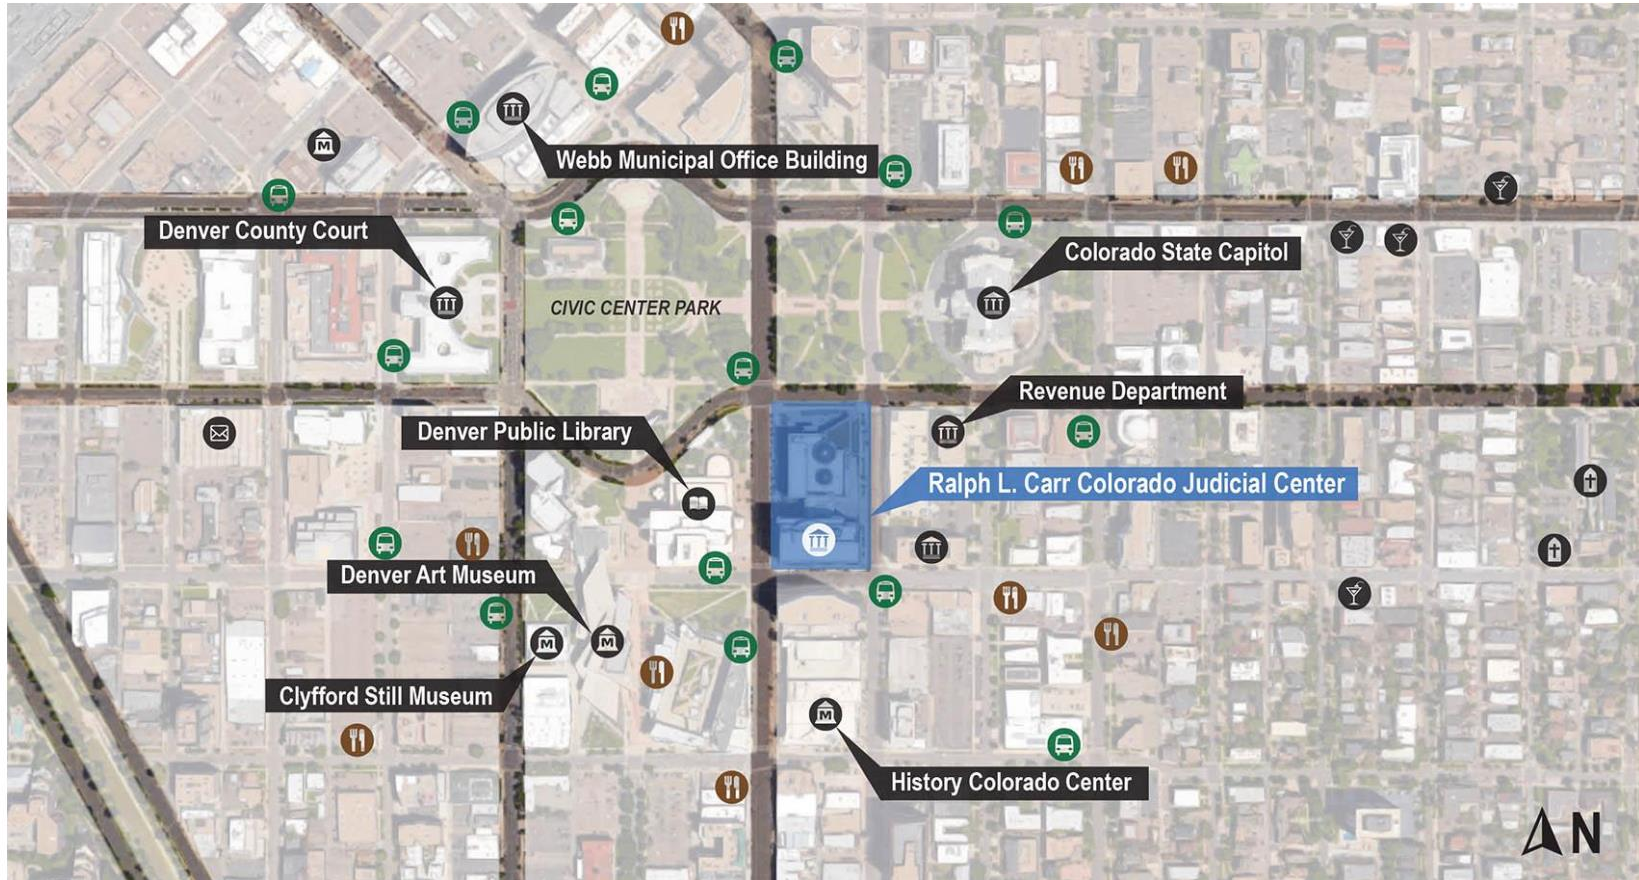 Webb Municipal Office Building
Denver County Court
Colorado State Capitol
CIVIC CENTER PARK
Revenue Department
Denver Public Library
Ralph L. Carr Colorado Judicial Center
Denver Art Museum
M
M
M
M
Clyfford Still Museum
History Colorado Center
N